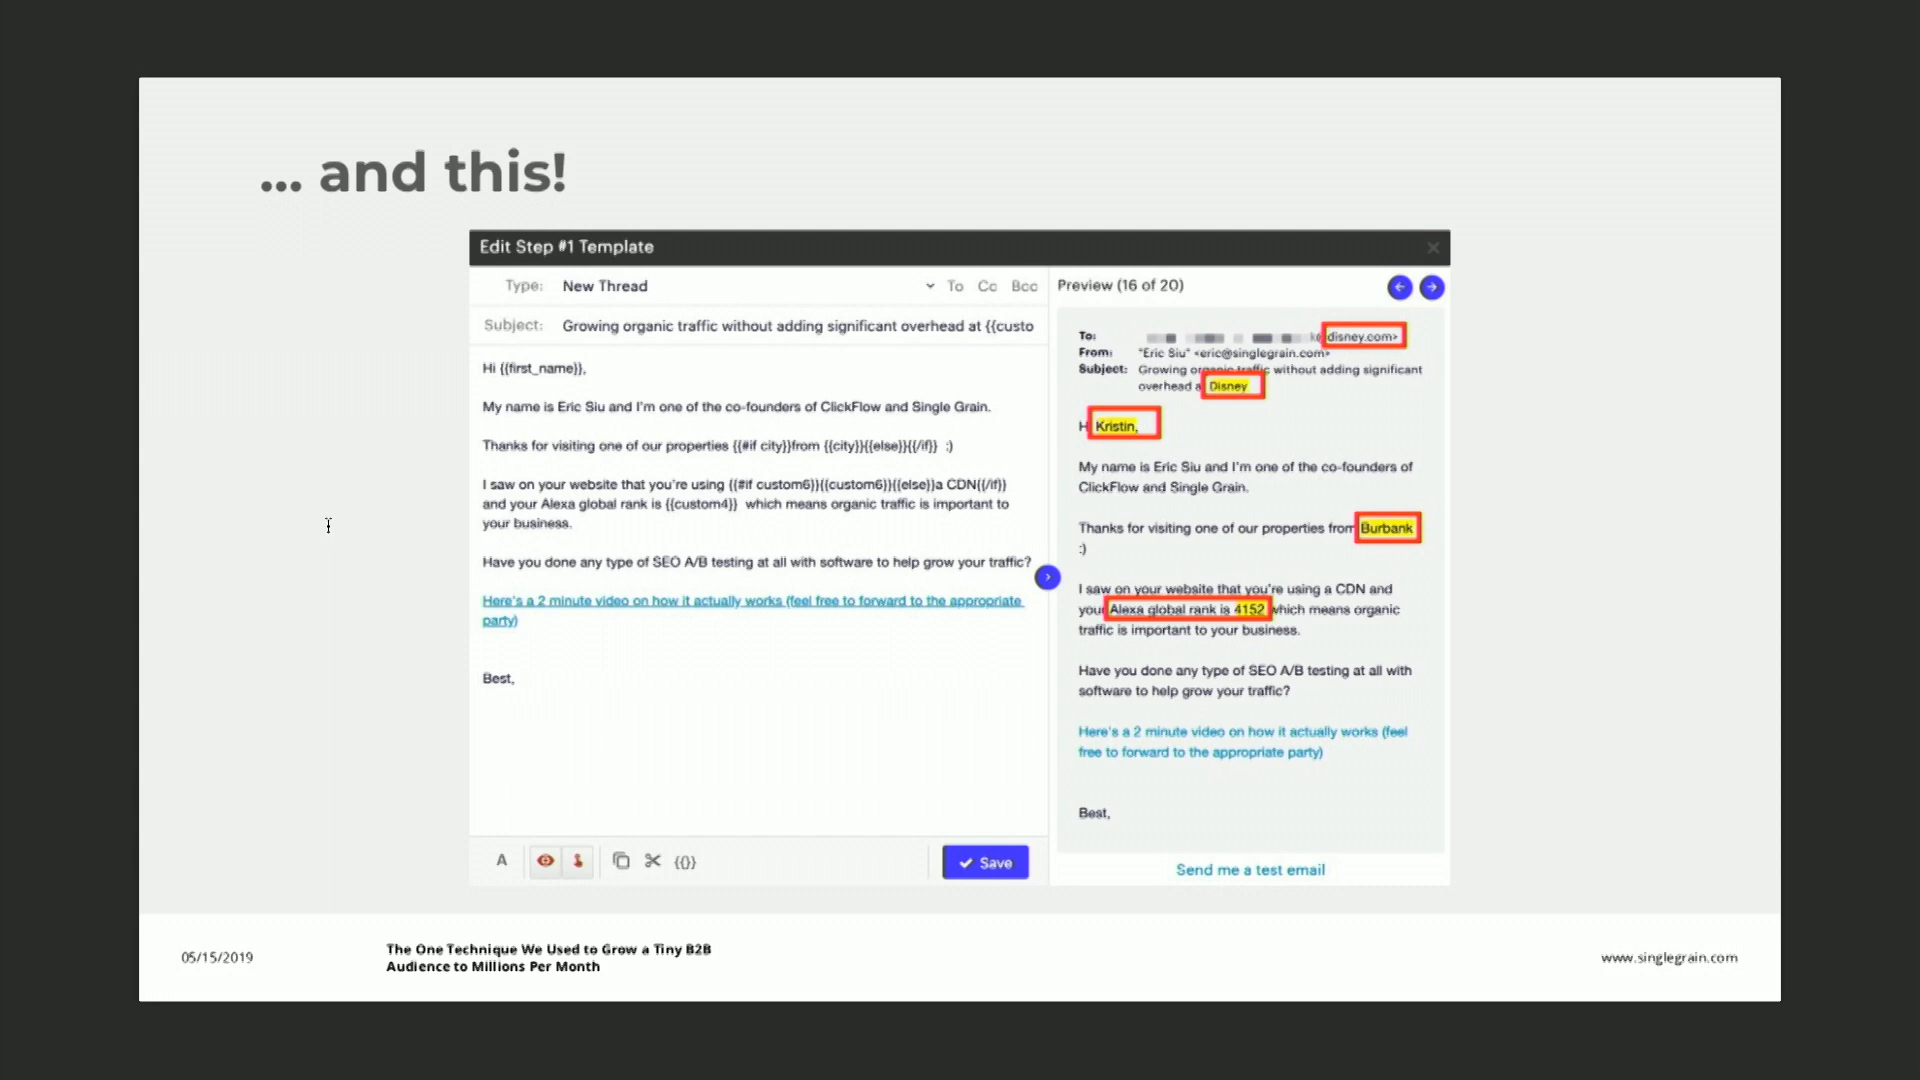 ... and this!
Edit Step #1 Template
Type: New Thread To Cc Bcc
Subject: Growing organic traffic without adding significant overhead at {{custo
Hi {{first_name}},
My name is Eric Siu and I'm one of the co-founders of ClickFlow and Single Grain.
Thanks for visiting one of our properties {{#if city}}from {{city}}{{else}}{{/if}} :)
I saw on your website that you're using {{#if custom6}}{{custom6}}{{else}}a CDN{{/if}}
and your Alexa global rank is {{custom4}} which means organic traffic is important to
your business.
Have you done any type of SEO A/B testing at all with software to help grow your traffic?
Here's a 2 minute video on how it actually works (feel free to forward to the appropriate
party)
Best,
A {{}} Save
Preview (16 of 20)
To: disney.com>
From: "Eric Siu" <eric@singlegrain.com>
Subject: Growing organic traffic without adding significant
overhead a Disney
H Kristin,
My name is Eric Siu and I'm one of the co-founders of
ClickFlow and Single Grain.
Thanks for visiting one of our properties from Burbank
:)
I saw on your website that you're using a CDN and
your Alexa global rank is 4152 which means organic
traffic is important to your business.
Have you done any type of SEO A/B testing at all with
software to help grow your traffic?
Here's a 2 minute video on how it actually works (feel
free to forward to the appropriate party)
Best,
Send me a test email
05/15/2019
The One Technique We Used to Grow a Tiny B2B
Audience to Millions Per Month
www.singlegrain.com